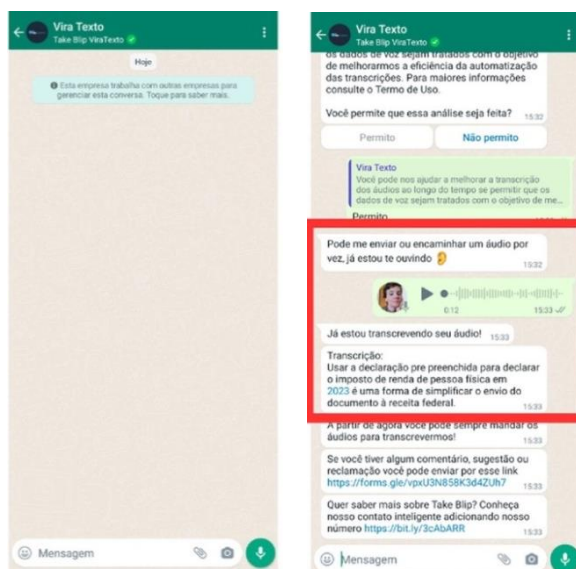 Vira Texto
Take Blip ViraTexto
Hoje
Esta empresa trabalha com outras empresas para
gerenciar esta conversa. Toque para saber mais.
Mensagem
Vira Texto
Take Blip ViraTexto
os dados de voz sejam tratados com o objetivo
de melhorarmos a eficiência da automatização
das transcrições. Para maiores informações
consulte o Termo de Uso.
Você permite que essa análise seja feita? 15:32
Permito
Não permito
Vira Texto
Você pode nos ajudar a melhorar a transcrição
dos áudios ao longo do tempo se permitir que os
dados de voz sejam tratados com o objetivo de me...
Permito
Pode me enviar ou encaminhar um áudio por
vez, já estou te ouvindo 👂 15:32
0:12 15:33
Já estou transcrevendo seu áudio! 15:33
Transcrição:
Usar a declaração pre preenchida para declarar
o imposto de renda de pessoa física em
2023 é uma forma de simplificar o envio do
documento à receita federal. 15:33
A partir de agora você pode sempre mandar os
áudios para transcrevermos! 15:33
Se você tiver algum comentário, sugestão ou
reclamação você pode enviar por esse link
https://forms.gle/vpxU3N858K3d4ZUh7 15:33
Quer saber mais sobre Take Blip? Conheça
nosso contato inteligente adicionando nosso
número https://bit.ly/3cAbARR 15:33
Mensagem